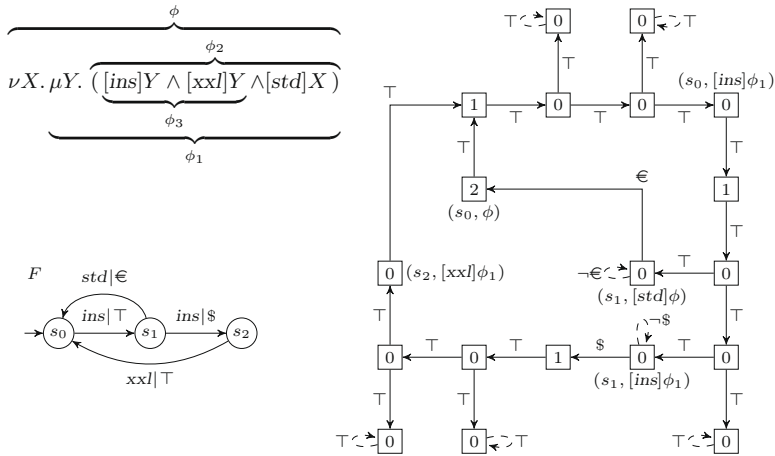 ϕ
ϕ₂
νX. μY. ( [ins]Y ∧ [xxl]Y ∧[std]X )
ϕ₃
ϕ₁
F
std|€
s₀
ins|⊤
s₁
ins|$
s₂
xxl|⊤
⊤ 0 0 ⊤
⊤ ⊤
(s₀, [ins]ϕ₁)
⊤ 1 ⊤ 0 ⊤ 0 ⊤ 0
⊤ ⊤
€
2 1
(s₀, ϕ)
⊤
0 (s₂, [xxl]ϕ₁) ¬€ 0 ⊤ 0
(s₁, [std]ϕ)
⊤ ¬$ ⊤
0 ⊤ 0 ⊤ 1 $ 0 ⊤ 0
(s₁, [ins]ϕ₁)
⊤ ⊤ ⊤
⊤ 0 0 ⊤ ⊤ 0